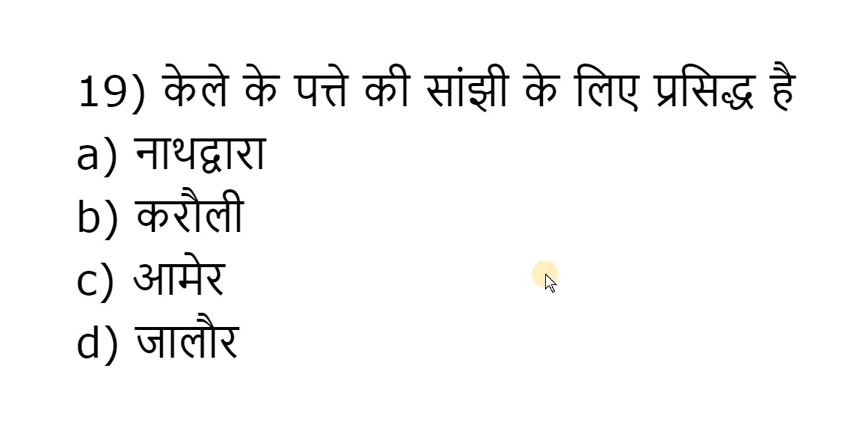 19) केले के पत्ते की सांझी के लिए प्रसिद्ध है
a) नाथद्वारा
b) करौली
c) आमेर
d) जालौर